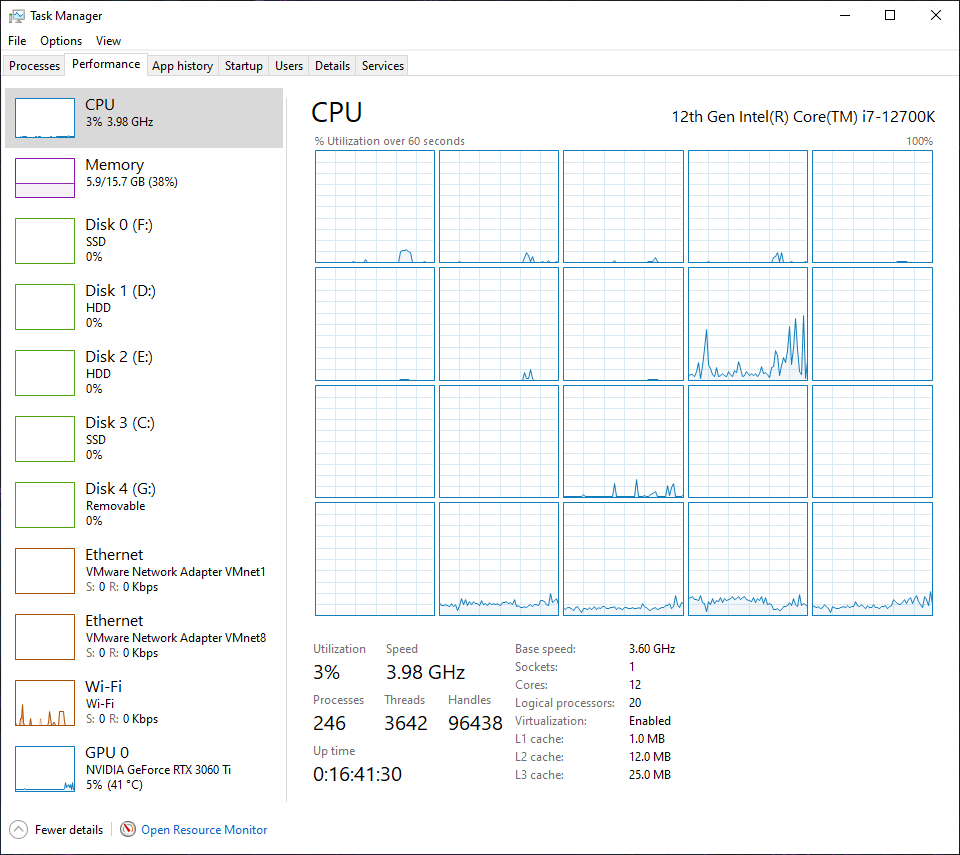 Task Manager
File Options View
Processes Performance App history Startup Users Details Services
CPU
3% 3.98 GHz
Memory
5.9/15.7 GB (38%)
Disk 0 (F:)
SSD
0%
Disk 1 (D:)
HDD
0%
Disk 2 (E:)
HDD
0%
Disk 3 (C:)
SSD
0%
Disk 4 (G:)
Removable
0%
Ethernet
VMware Network Adapter VMnet1
S: 0 R: 0 Kbps
Ethernet
VMware Network Adapter VMnet8
S: 0 R: 0 Kbps
Wi-Fi
Wi-Fi
S: 0 R: 0 Kbps
GPU 0
NVIDIA GeForce RTX 3060 Ti
5% (41 °C)
CPU 12th Gen Intel(R) Core(TM) i7-12700K
% Utilization over 60 seconds 100%
Utilization Speed
3% 3.98 GHz
Processes Threads Handles
246 3642 96438
Up time
0:16:41:30
Base speed: 3.60 GHz
Sockets: 1
Cores: 12
Logical processors: 20
Virtualization: Enabled
L1 cache: 1.0 MB
L2 cache: 12.0 MB
L3 cache: 25.0 MB
Fewer details Open Resource Monitor